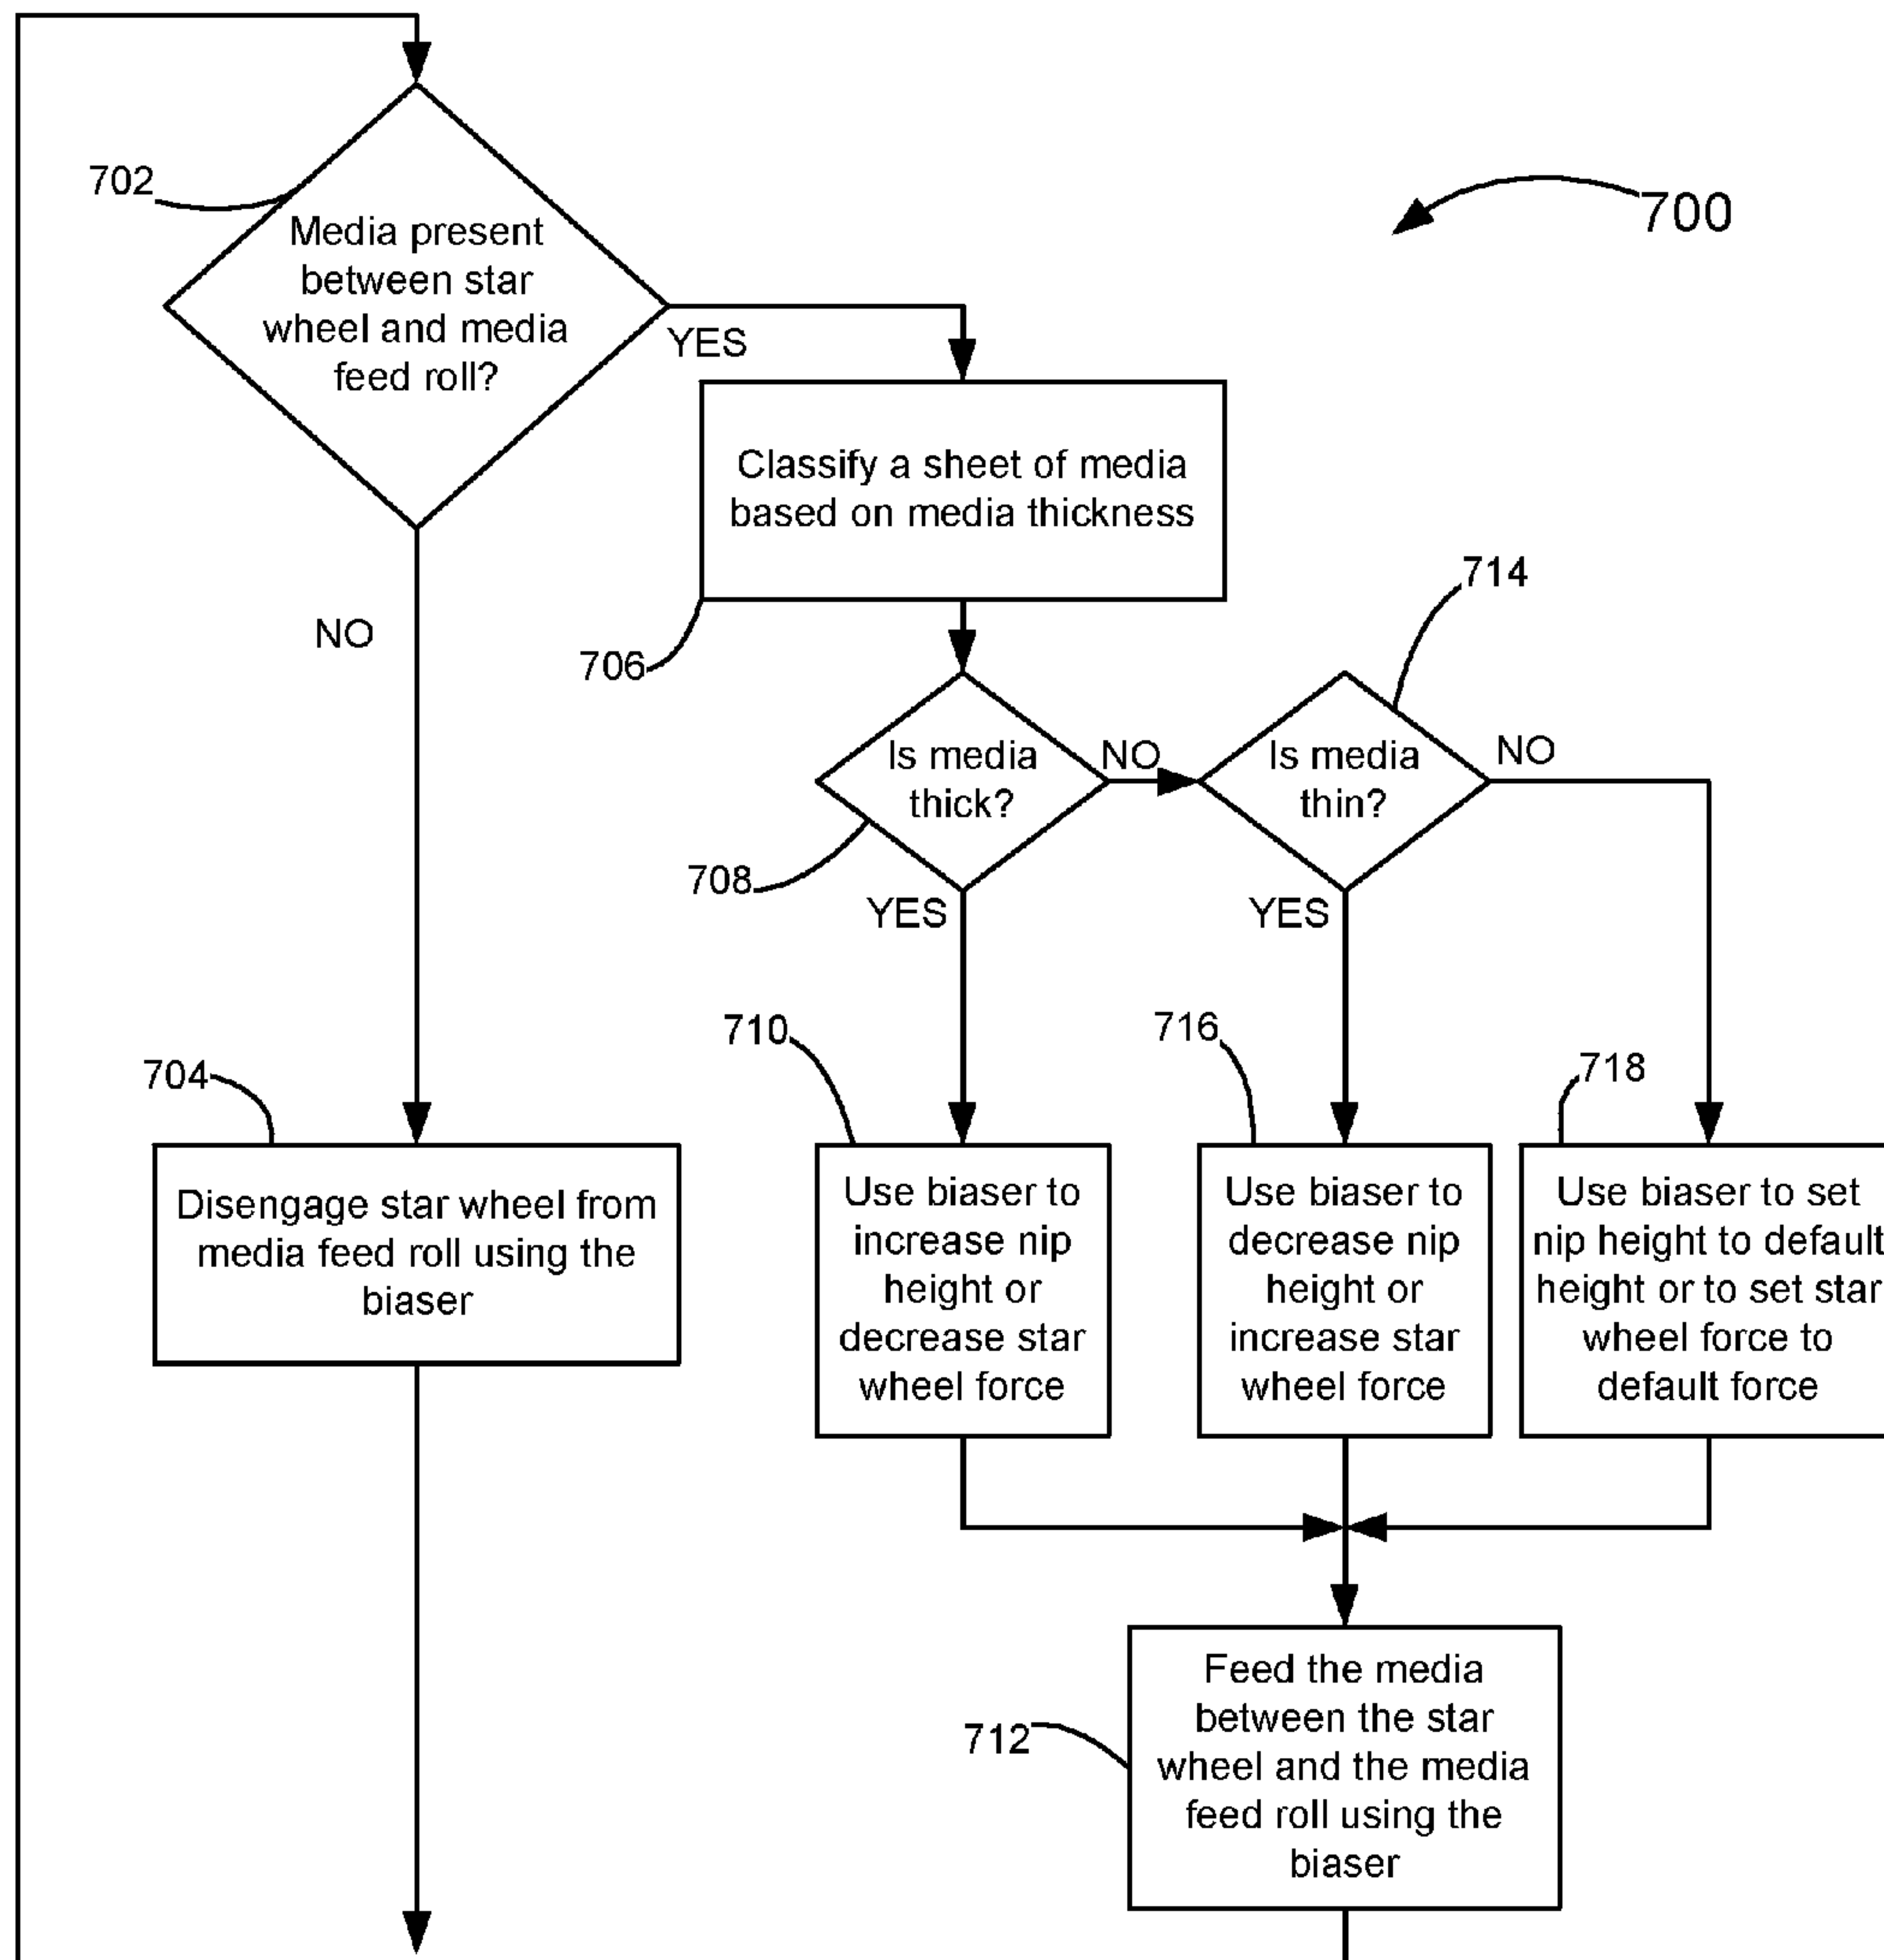 702
Media present
between star
wheel and media
feed roll?
YES
NO
700
Classify a sheet of media
based on media thickness
706
714
Is media
thick?
NO
708
YES
Is media
thin?
NO
YES
704
Disengage star wheel from
media feed roll using the
biaser
710
Use biaser to
increase nip
height or
decrease star
wheel force
716
Use biaser to
decrease nip
height or
increase star
wheel force
718
Use biaser to set
nip height to default
height or to set star
wheel force to
default force
712
Feed the media
between the star
wheel and the media
feed roll using the
biaser